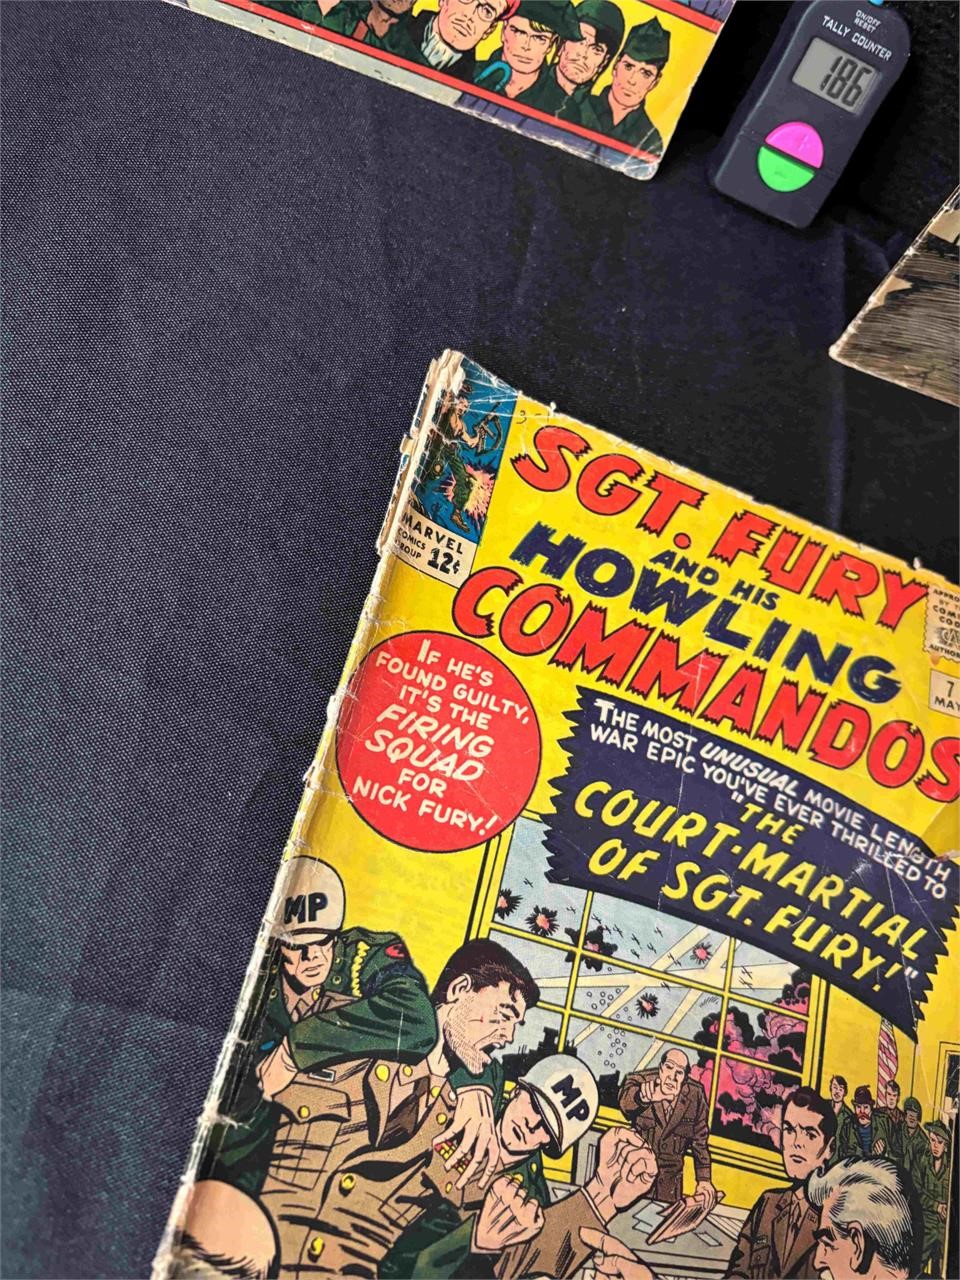 ON/OFF
RESET
TALLY COUNTER
186
MARVEL
COMICS
GROUP
12¢
SGT. FURY
AND HIS
HOWLING
COMMANDOS
7
MAY
IF HE'S
FOUND GUILTY,
IT'S THE
FIRING
SQUAD
FOR
NICK FURY!
THE MOST UNUSUAL MOVIE LENGTH
WAR EPIC YOU'VE EVER THRILLED TO
"THE
COURT-MARTIAL
OF SGT. FURY!"
MP
MP